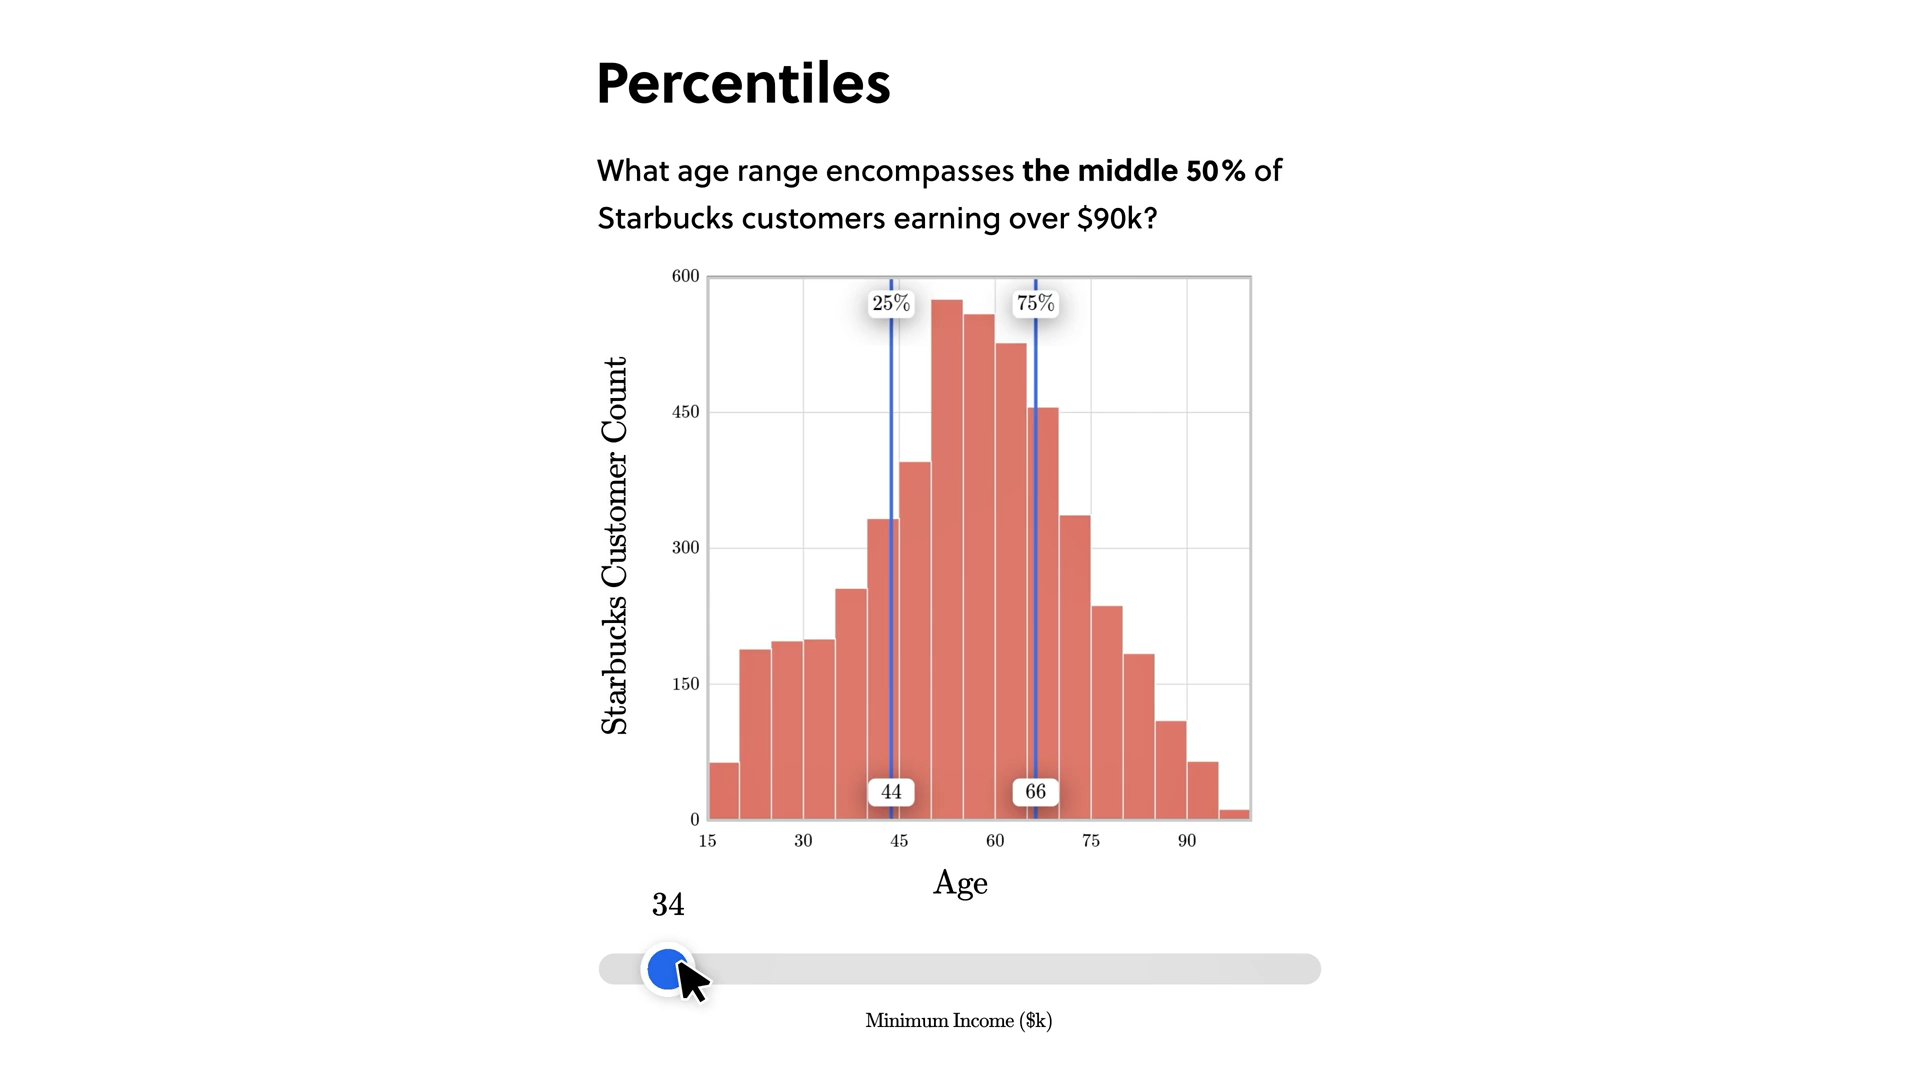 Percentiles
What age range encompasses the middle 50% of
Starbucks customers earning over $90k?
600
450
300
150
0
Starbucks Customer Count
25%
75%
44
66
15
30
45
60
75
90
Age
34
Minimum Income ($k)